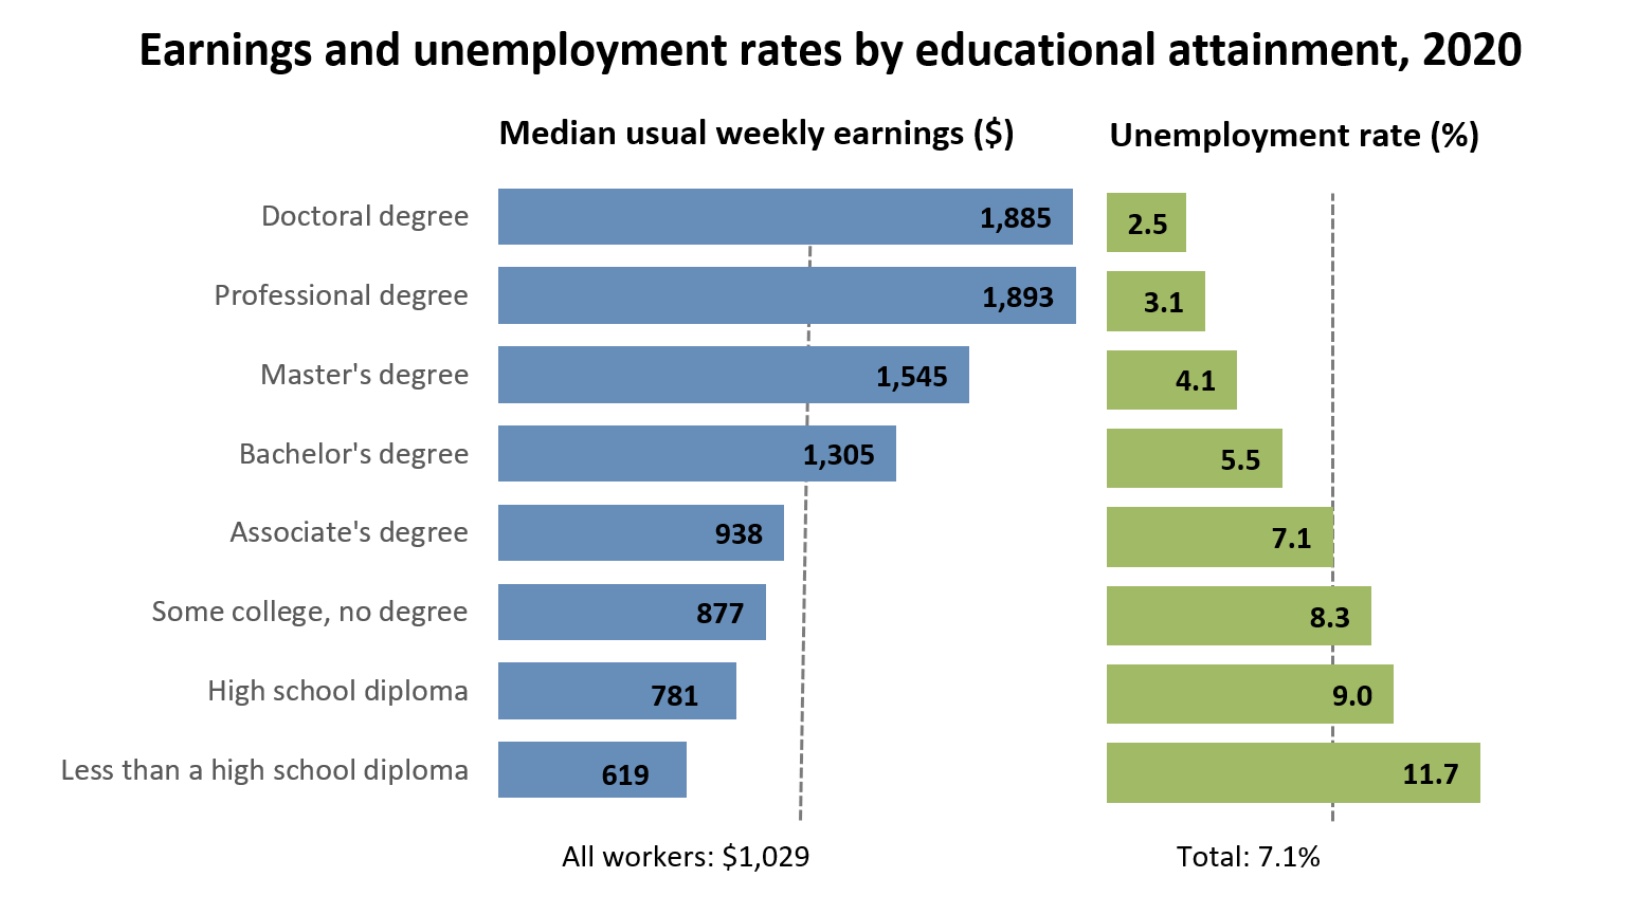 Earnings and unemployment rates by educational attainment, 2020
Median usual weekly earnings ($) Unemployment rate (%)
Doctoral degree 1,885 2.5
Professional degree 1,893 3.1
Master's degree 1,545 4.1
Bachelor's degree 1,305 5.5
Associate's degree 938 7.1
Some college, no degree 877 8.3
High school diploma 781 9.0
Less than a high school diploma 619 11.7
All workers: $1,029 Total: 7.1%